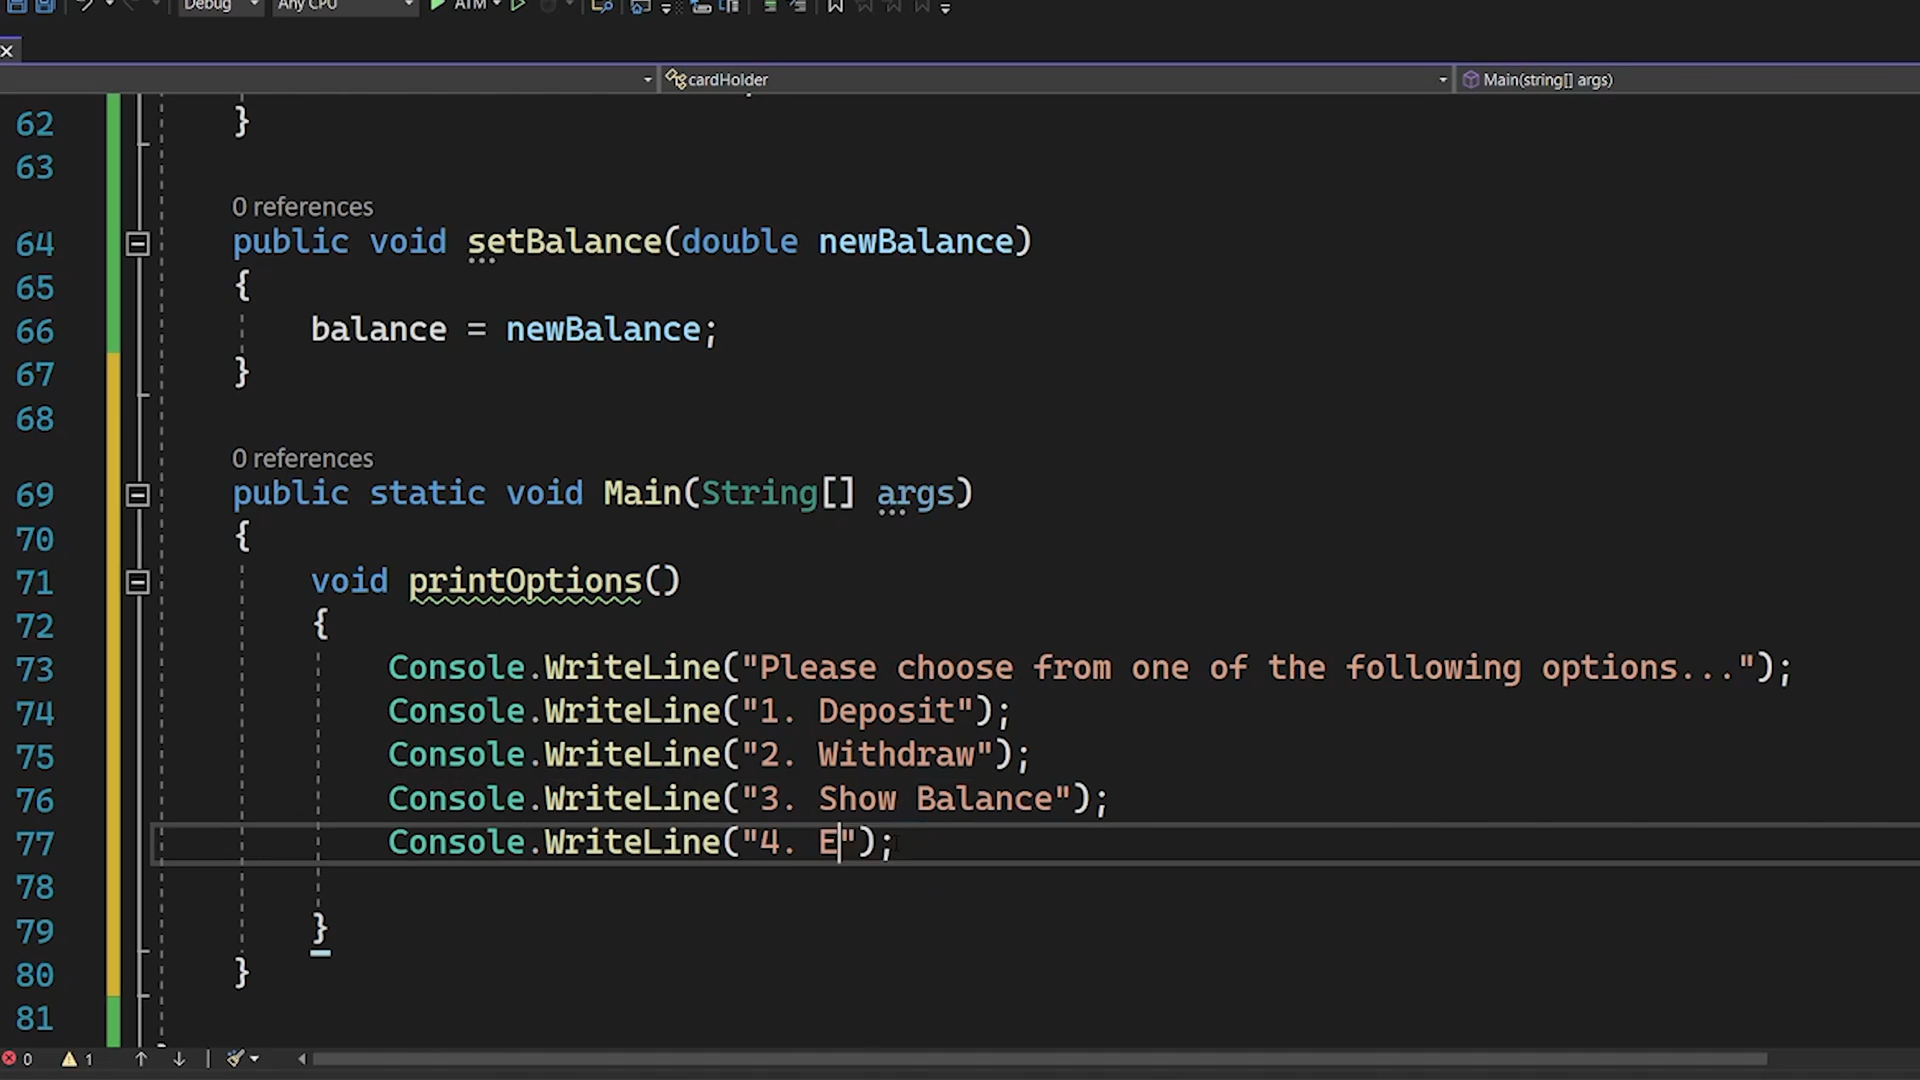 Debug Any CPU ATM
cardHolder Main(string[] args)
62 }
63
0 references
64 public void setBalance(double newBalance)
65 {
66 balance = newBalance;
67 }
68
0 references
69 public static void Main(String[] args)
70 {
71 void printOptions()
72 {
73 Console.WriteLine("Please choose from one of the following options...");
74 Console.WriteLine("1. Deposit");
75 Console.WriteLine("2. Withdraw");
76 Console.WriteLine("3. Show Balance");
77 Console.WriteLine("4. E");
78
79 }
80 }
81
0 1